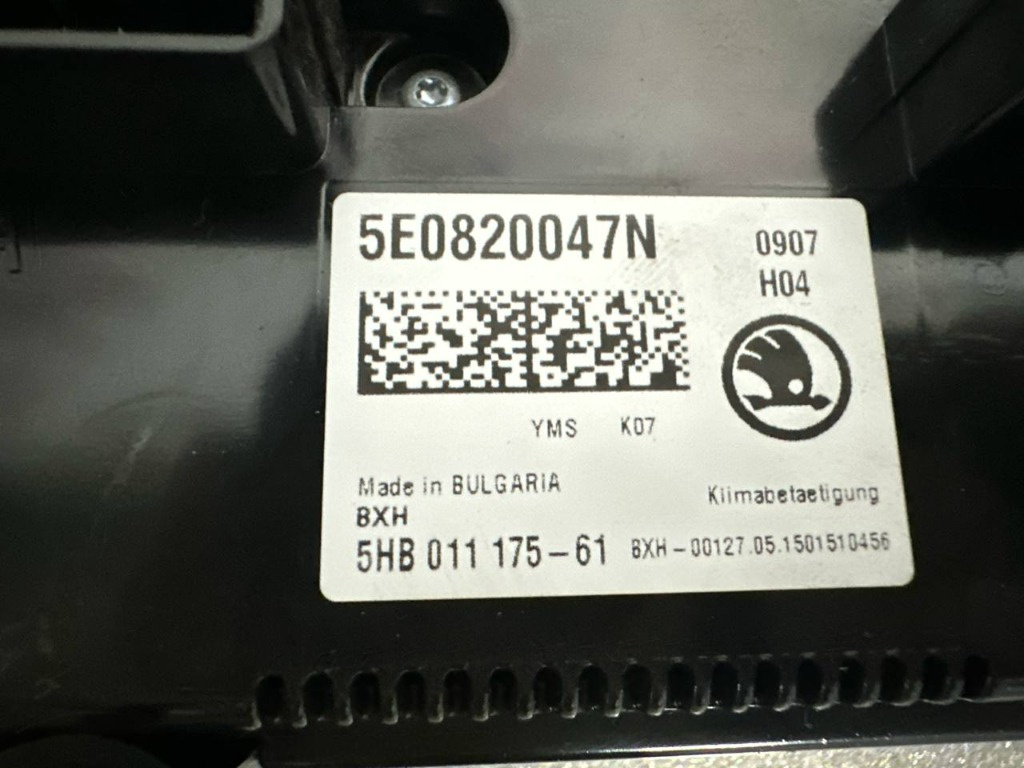 5E0820047N
0907
H04
YMS K07
Made in BULGARIA
BXH
Klimabetaetigung
5HB 011 175-61
BXH-00127.05.1501510456